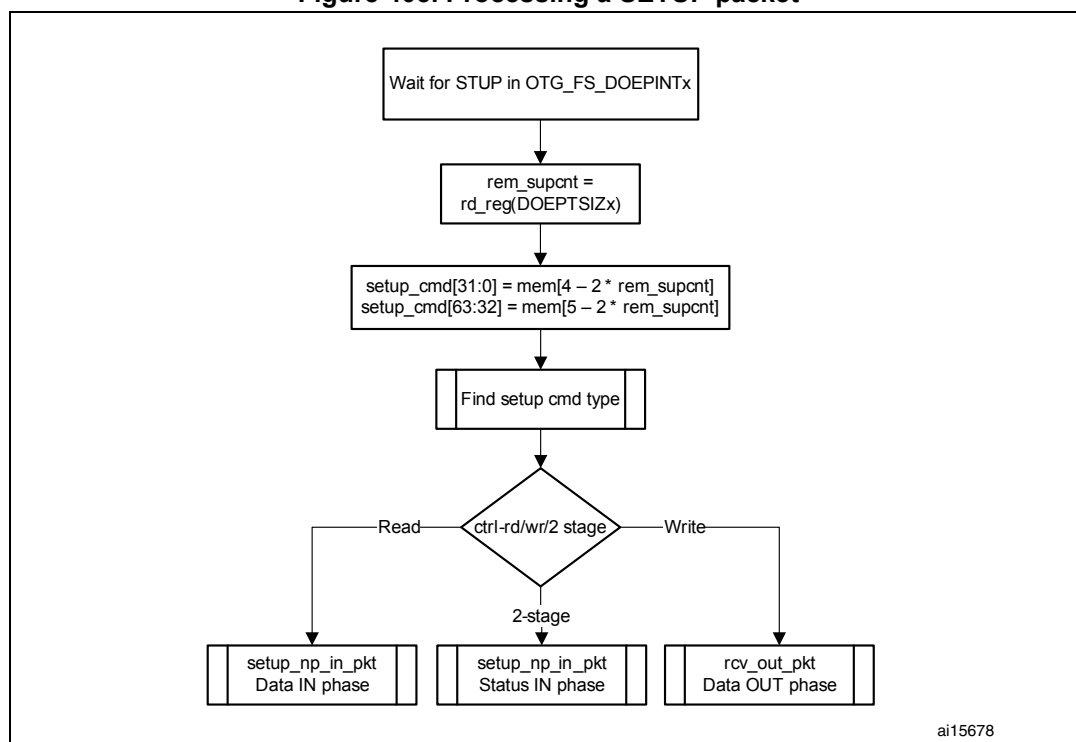 Wait for STUP in OTG_FS_DOEPINTx
rem_supcnt =
rd_reg(DOEPTSIZx)
setup_cmd[31:0] = mem[4 – 2 * rem_supcnt]
setup_cmd[63:32] = mem[5 – 2 * rem_supcnt]
Find setup cmd type
Read
ctrl-rd/wr/2 stage
Write
2-stage
setup_np_in_pkt
Data IN phase
setup_np_in_pkt
Status IN phase
rcv_out_pkt
Data OUT phase
ai15678